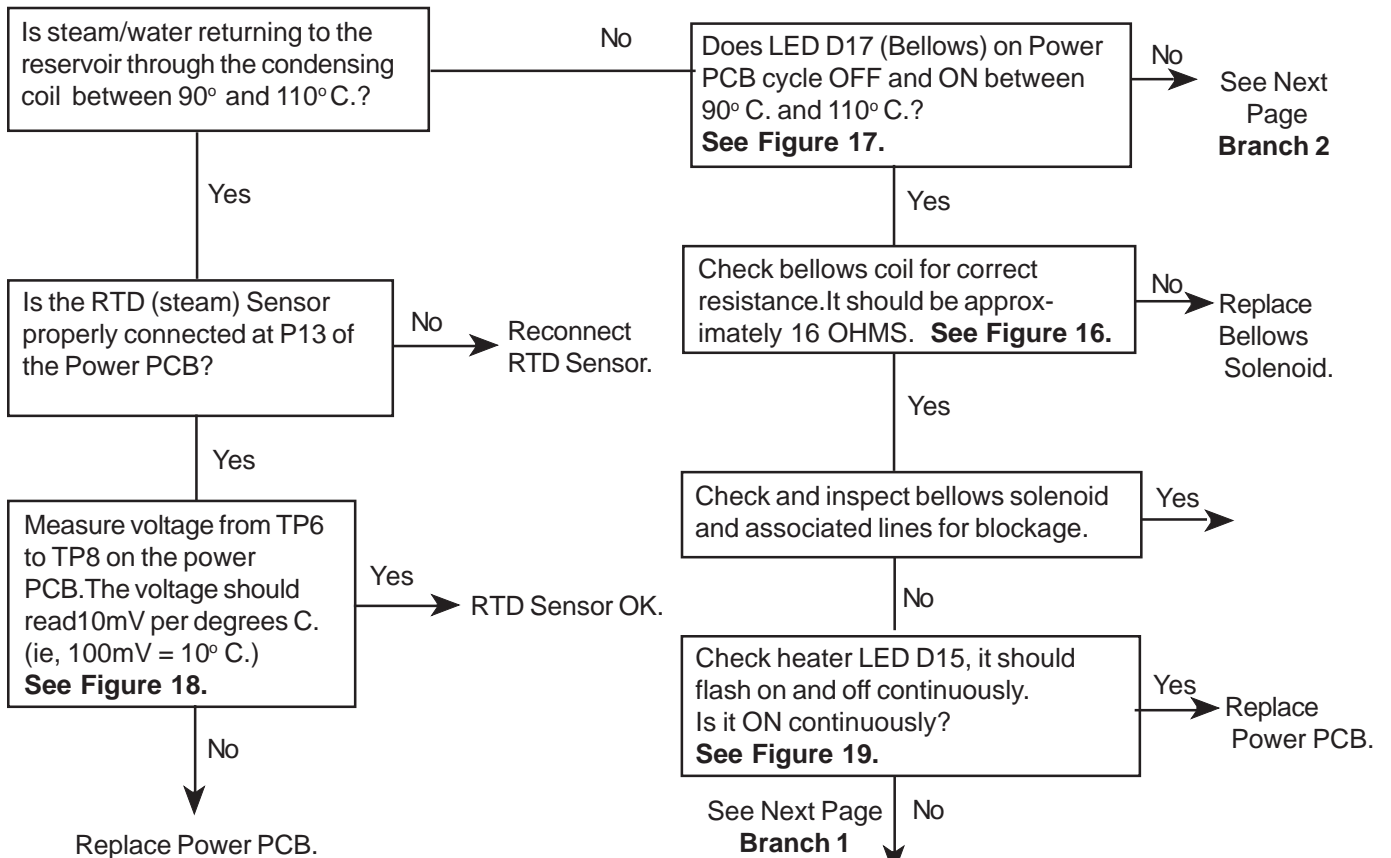 Is steam/water returning to the
reservoir through the condensing
coil between 90° and 110° C.?
No
Does LED D17 (Bellows) on Power
PCB cycle OFF and ON between
90° C. and 110° C.?
See Figure 17.
No
See Next
Page
Branch 2
Yes
Yes
Is the RTD (steam) Sensor
properly connected at P13 of
the Power PCB?
No
Reconnect
RTD Sensor.
Check bellows coil for correct
resistance.It should be approx-
imately 16 OHMS. See Figure 16.
No
Replace
Bellows
Solenoid.
Yes
Yes
Measure voltage from TP6
to TP8 on the power
PCB.The voltage should
read10mV per degrees C.
(ie, 100mV = 10° C.)
See Figure 18.
Yes
RTD Sensor OK.
Check and inspect bellows solenoid
and associated lines for blockage.
Yes
No
No
Replace Power PCB.
Check heater LED D15, it should
flash on and off continuously.
Is it ON continuously?
See Figure 19.
Yes
Replace
Power PCB.
See Next Page
Branch 1
No